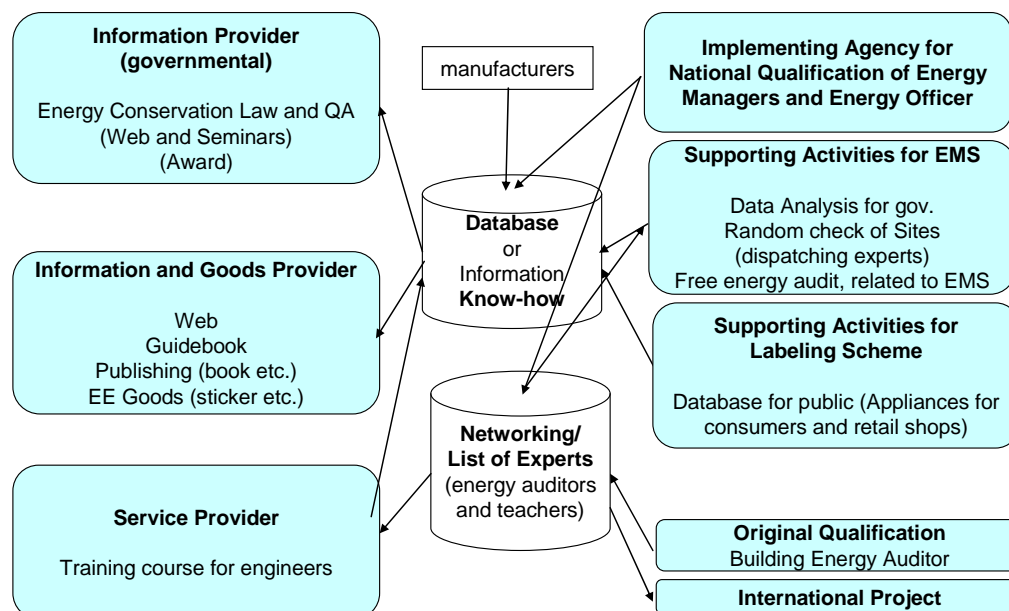 Information Provider
(governmental)
Energy Conservation Law and QA
(Web and Seminars)
(Award)
Information and Goods Provider
Web
Guidebook
Publishing (book etc.)
EE Goods (sticker etc.)
Service Provider
Training course for engineers
manufacturers
Database
or
Information
Know-how
Networking/
List of Experts
(energy auditors
and teachers)
Implementing Agency for
National Qualification of Energy
Managers and Energy Officer
Supporting Activities for EMS
Data Analysis for gov.
Random check of Sites
(dispatching experts)
Free energy audit, related to EMS
Supporting Activities for
Labeling Scheme
Database for public (Appliances for
consumers and retail shops)
Original Qualification
Building Energy Auditor
International Project